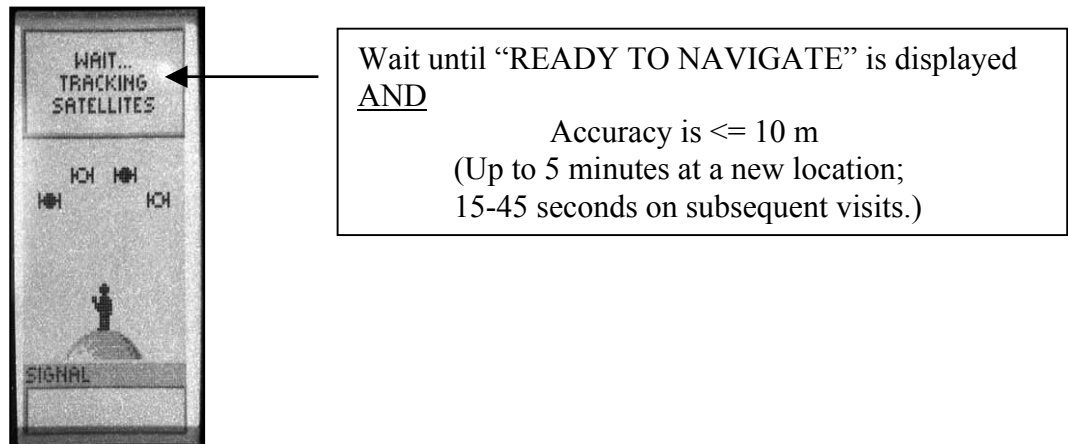 WAIT...
TRACKING
SATELLITES
SIGNAL
Wait until “READY TO NAVIGATE” is displayed
AND
Accuracy is <= 10 m
(Up to 5 minutes at a new location;
15-45 seconds on subsequent visits.)